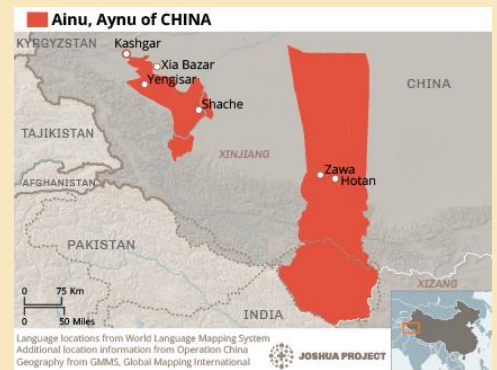 Ainu, Aynu of CHINA
KYRGYZSTAN
Kashgar
Xia Bazar
Yengisar
CHINA
Shache
TAJIKISTAN
XINJIANG
Zawa
Hotan
AFGHANISTAN
PAKISTAN
XIZANG
0 75 Km
0 50 Miles
INDIA
Language locations from World Language Mapping System
Additional location information from Operation China
Geography from GMMS, Global Mapping International
JOSHUA PROJECT